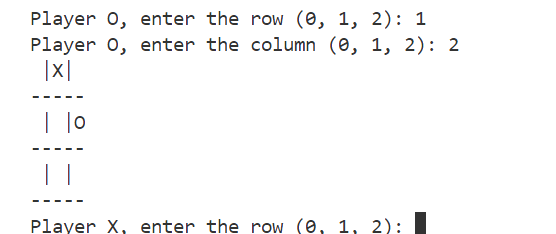 Player O, enter the row (0, 1, 2): 1
Player O, enter the column (0, 1, 2): 2
 |X|
-----
 | |O
-----
 | |
-----
Player X, enter the row (0, 1, 2):